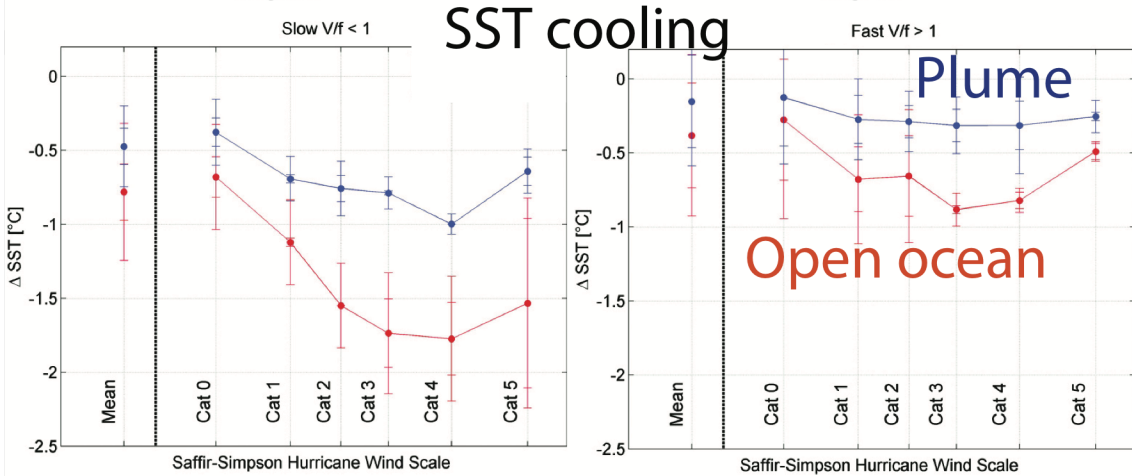 SST cooling
Slow V/f < 1
Δ SST [°C]
0
-0.5
-1
-1.5
-2
-2.5
Mean
Cat 0
Cat 1
Cat 2
Cat 3
Cat 4
Cat 5
Saffir-Simpson Hurricane Wind Scale
Fast V/f > 1
Plume
Open ocean
Δ SST [°C]
0
-0.5
-1
-1.5
-2
-2.5
Mean
Cat 0
Cat 1
Cat 2
Cat 3
Cat 4
Cat 5
Saffir-Simpson Hurricane Wind Scale